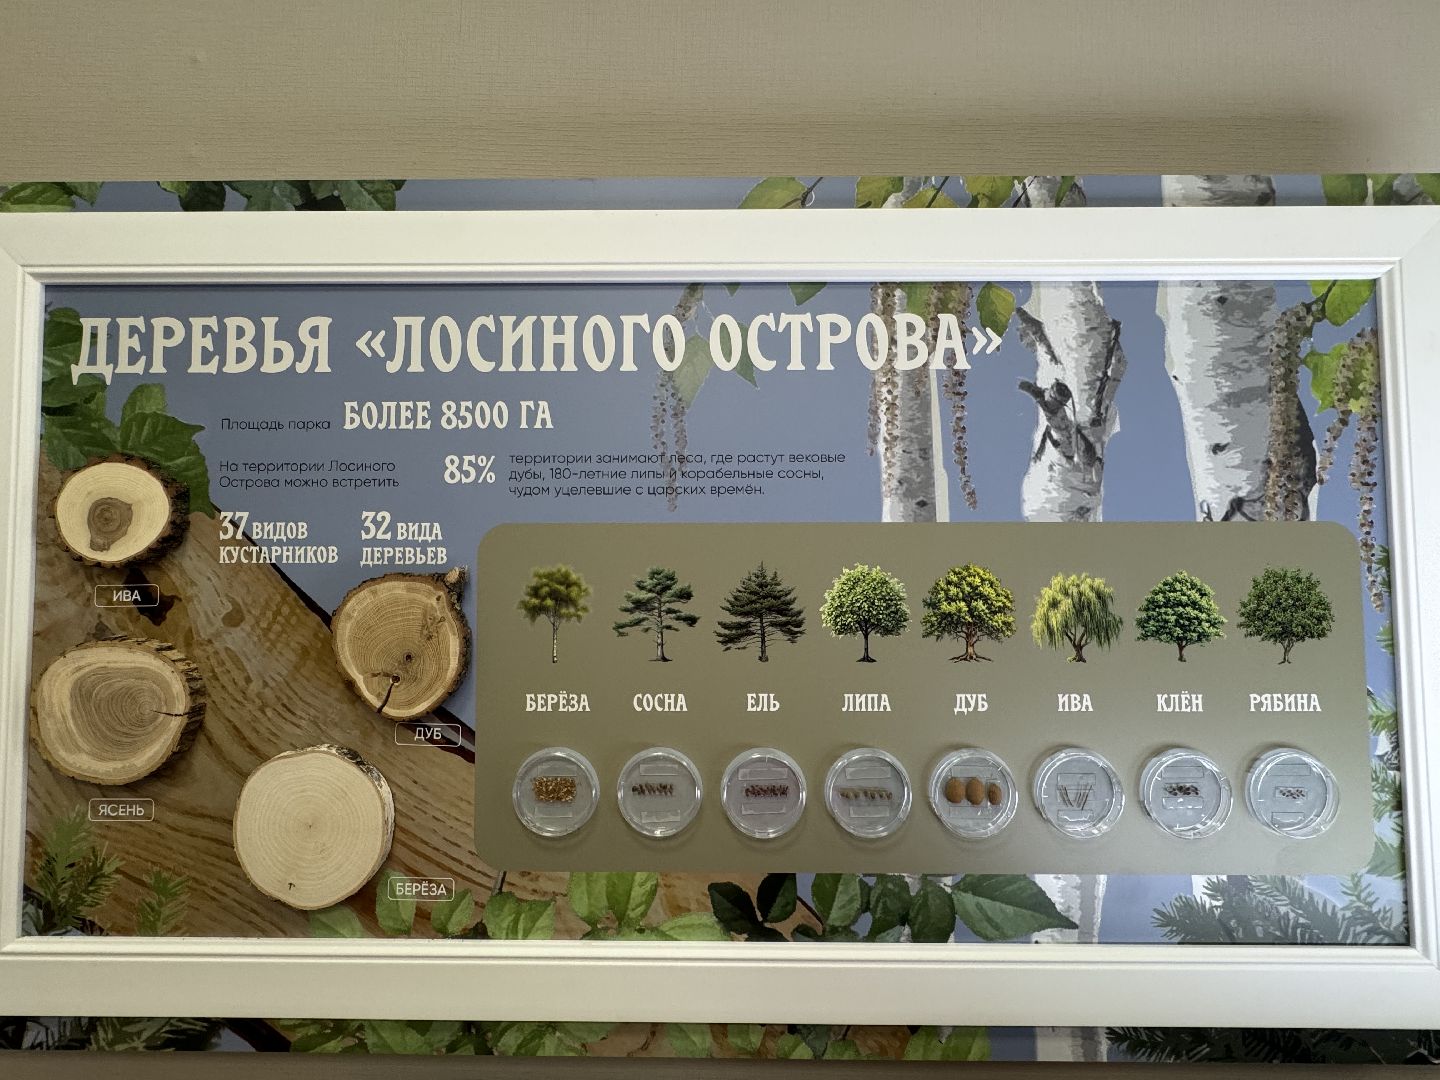 ДЕРЕВЬЯ «ЛОСИНОГО ОСТРОВА»
Площадь парка БОЛЕЕ 8500 ГА
На территории Лосиного
Острова можно встретить
37 ВИДОВ
КУСТАРНИКОВ
32 ВИДА
ДЕРЕВЬЕВ
85% территории занимают леса, где растут вековые
дубы, 180-летние липы и корабельные сосны,
чудом уцелевшие с царских времён.
ИВА
ДУБ
ЯСЕНЬ
БЕРЁЗА
БЕРЁЗА СОСНА ЕЛЬ ЛИПА ДУБ ИВА КЛЁН РЯБИНА